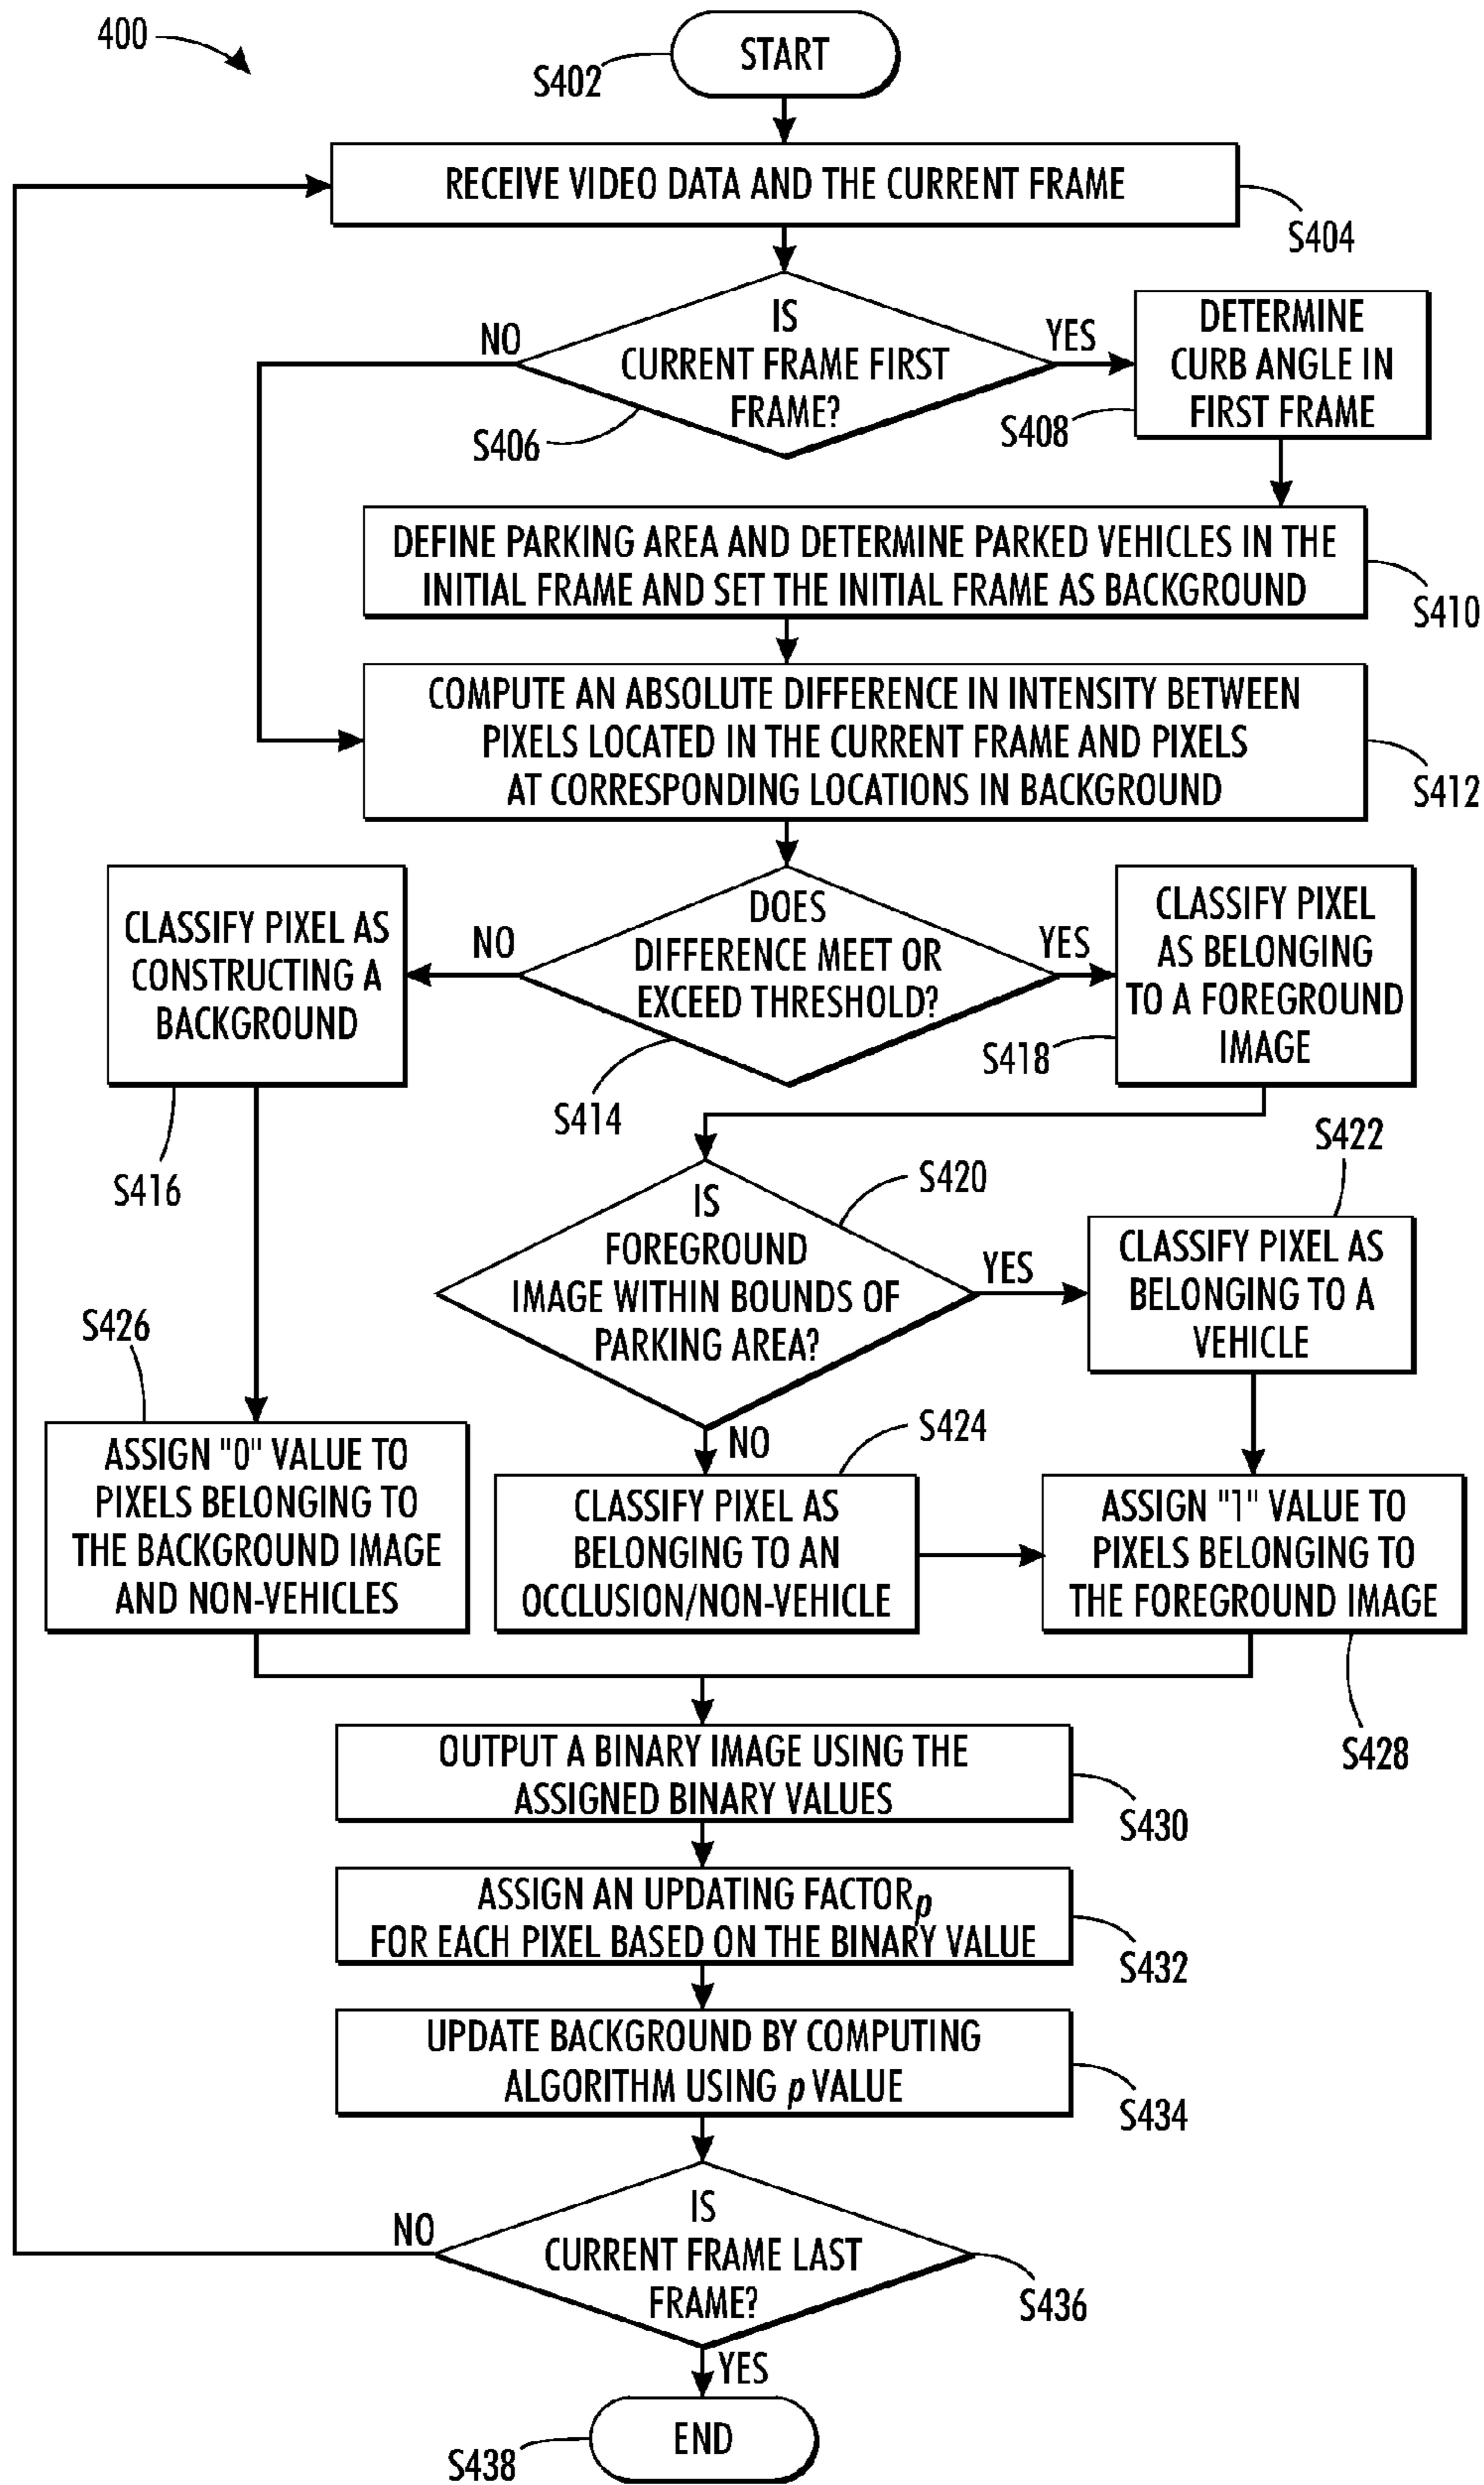 400
START
S402
RECEIVE VIDEO DATA AND THE CURRENT FRAME
S404
IS
CURRENT FRAME FIRST
FRAME?
NO
YES
S406
DETERMINE
CURB ANGLE IN
FIRST FRAME
S408
DEFINE PARKING AREA AND DETERMINE PARKED VEHICLES IN THE
INITIAL FRAME AND SET THE INITIAL FRAME AS BACKGROUND
S410
COMPUTE AN ABSOLUTE DIFFERENCE IN INTENSITY BETWEEN
PIXELS LOCATED IN THE CURRENT FRAME AND PIXELS
AT CORRESPONDING LOCATIONS IN BACKGROUND
S412
DOES
DIFFERENCE MEET OR
EXCEED THRESHOLD?
NO
YES
S414
CLASSIFY PIXEL AS
CONSTRUCTING A
BACKGROUND
S416
CLASSIFY PIXEL
AS BELONGING
TO A FOREGROUND
IMAGE
S418
IS
FOREGROUND
IMAGE WITHIN BOUNDS OF
PARKING AREA?
S420
YES
NO
CLASSIFY PIXEL AS
BELONGING TO A
VEHICLE
S422
CLASSIFY PIXEL AS
BELONGING TO AN
OCCLUSION/NON-VEHICLE
S424
ASSIGN "0" VALUE TO
PIXELS BELONGING TO
THE BACKGROUND IMAGE
AND NON-VEHICLES
S426
ASSIGN "1" VALUE TO
PIXELS BELONGING TO
THE FOREGROUND IMAGE
S428
OUTPUT A BINARY IMAGE USING THE
ASSIGNED BINARY VALUES
S430
ASSIGN AN UPDATING FACTOR p
FOR EACH PIXEL BASED ON THE BINARY VALUE
S432
UPDATE BACKGROUND BY COMPUTING
ALGORITHM USING p VALUE
S434
IS
CURRENT FRAME LAST
FRAME?
NO
S436
YES
END
S438